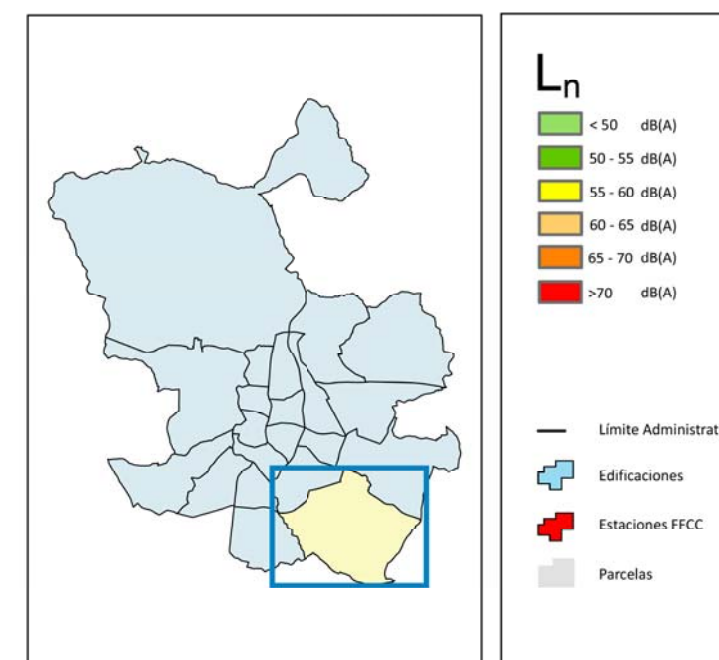 Ln
< 50 dB(A)
50 - 55 dB(A)
55 - 60 dB(A)
60 - 65 dB(A)
65 - 70 dB(A)
>70 dB(A)
Límite Administrat
Edificaciones
Estaciones FFCC
Parcelas